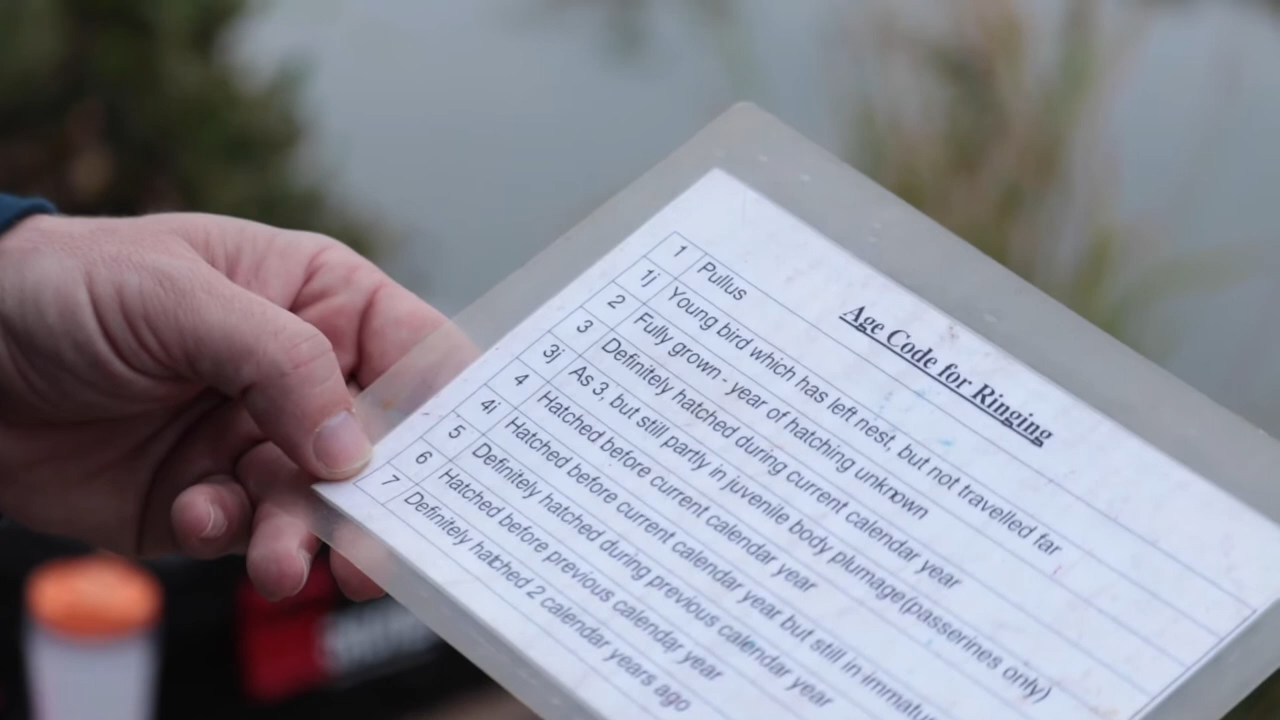 Age Code for Ringing
1 Pullus
1j Young bird which has left nest, but not travelled far
2 Fully grown - year of hatching unknown
3 Definitely hatched during current calendar year
3j As 3, but still partly in juvenile body plumage(passerines only)
4 Hatched before current calendar year
4i Hatched before current calendar year but still in
5 Definitely hatched during previous calendar year
6 Hatched before previous calendar year
7 Definitely hatched 2 calendar years ago